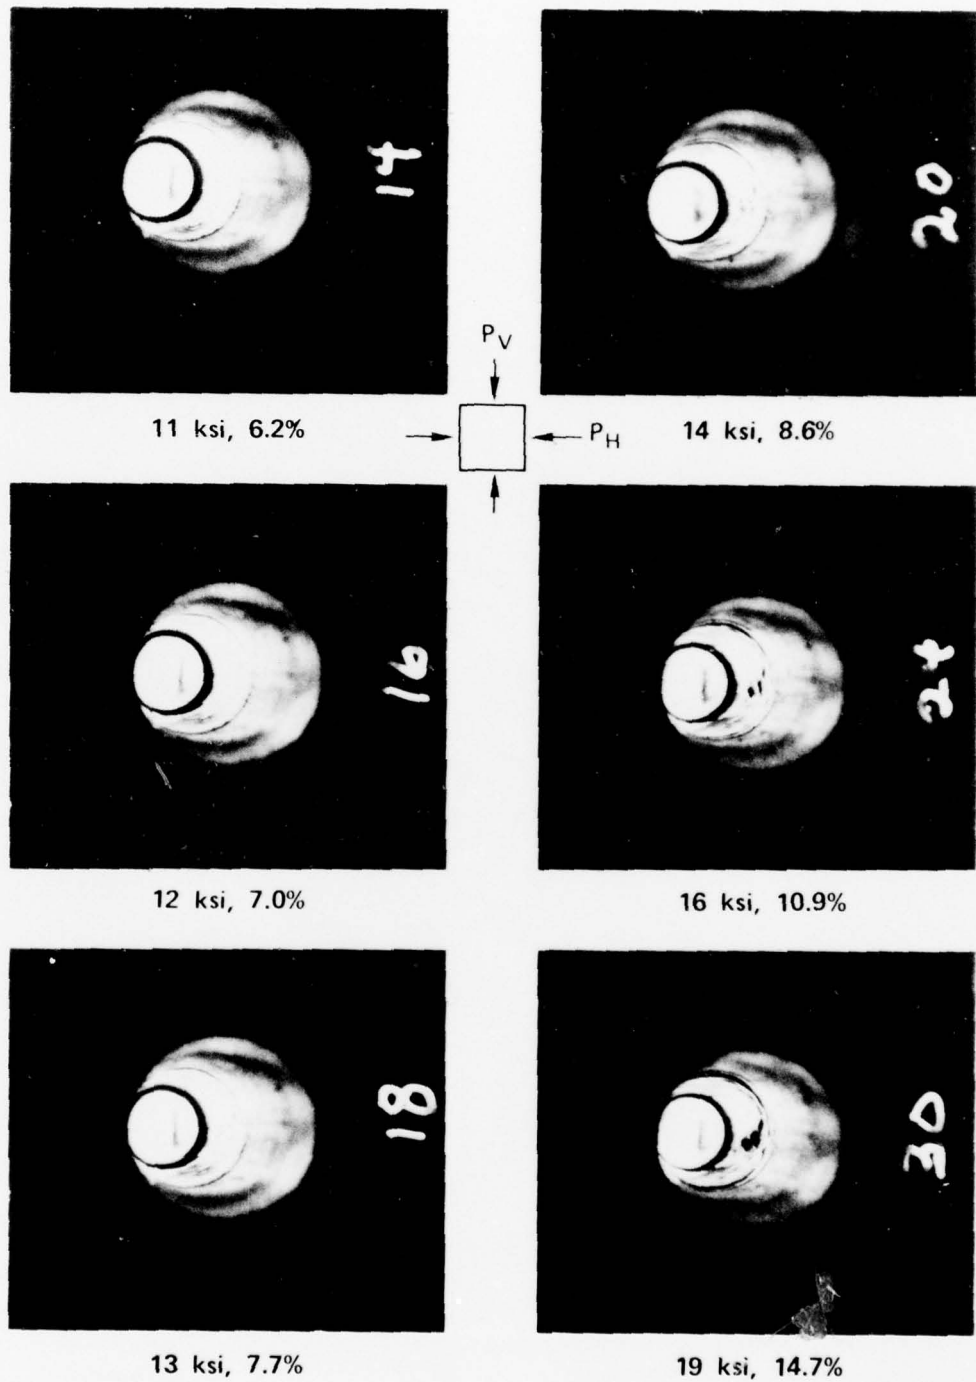 14
20
P_V
P_H
11 ksi, 6.2%
14 ksi, 8.6%
16
24
12 ksi, 7.0%
16 ksi, 10.9%
18
30
13 ksi, 7.7%
19 ksi, 14.7%